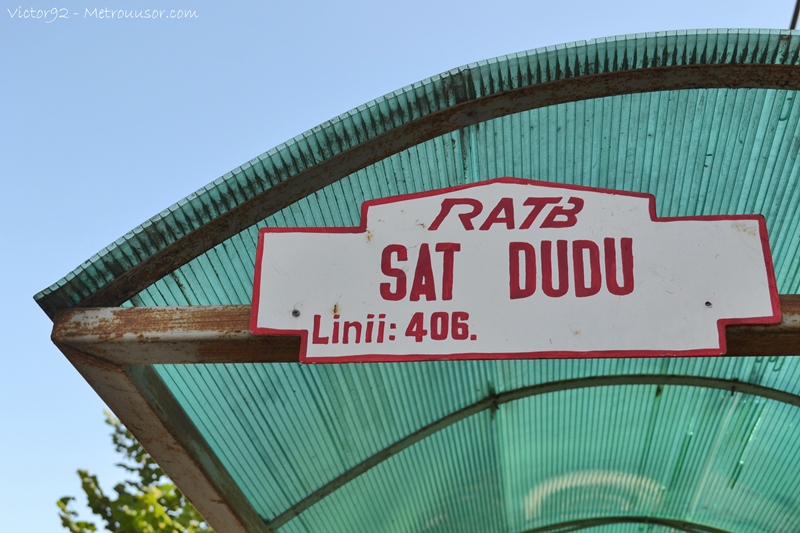 Victor92 - Metrouusor.com
RATB
SAT DUDU
Linii: 406.